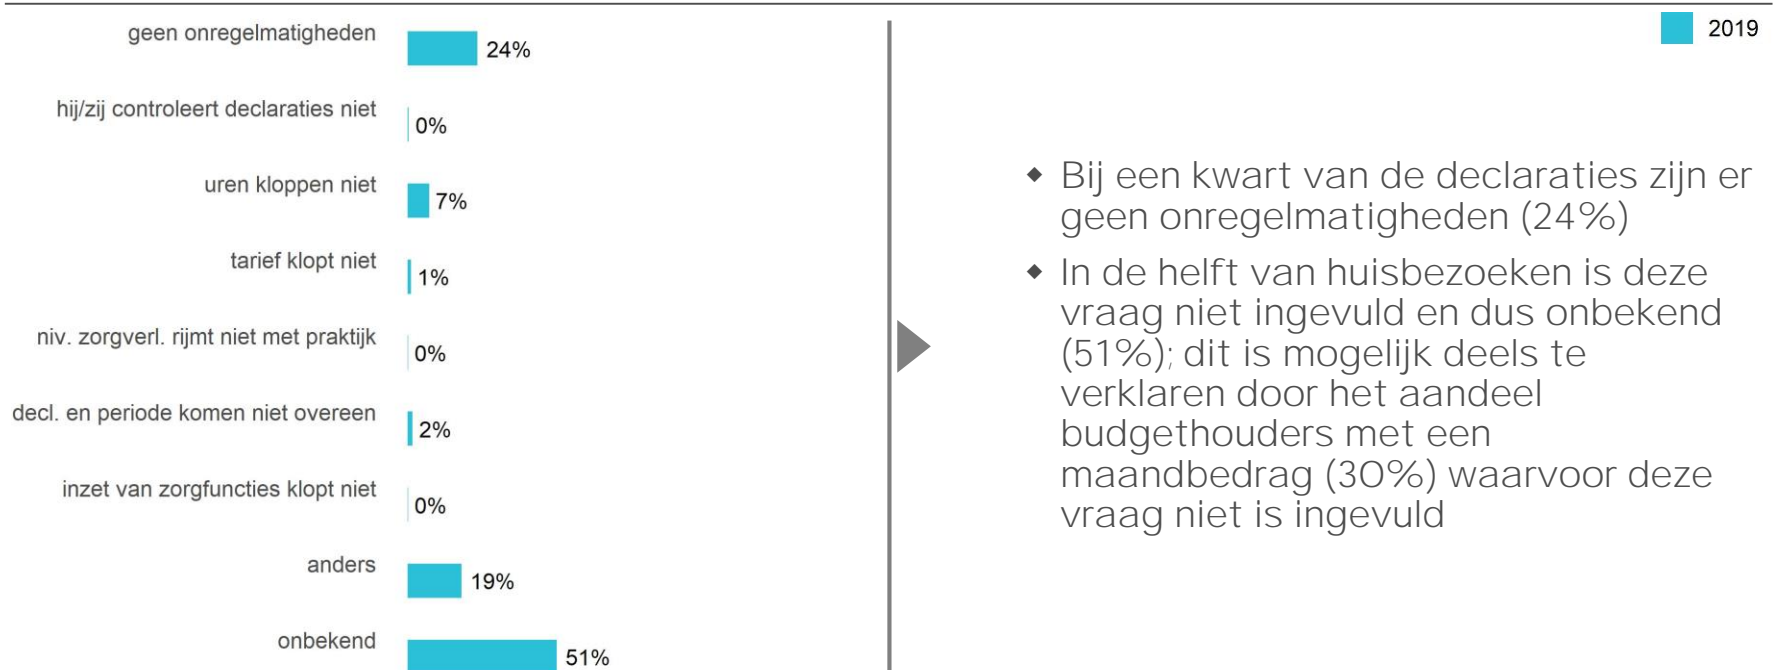 geen onregelmatigheden
24%
hij/zij controleert declaraties niet
0%
uren kloppen niet
7%
tarief klopt niet
1%
niv. zorgverl. rijmt niet met praktijk
0%
decl. en periode komen niet overeen
2%
inzet van zorgfuncties klopt niet
0%
anders
19%
onbekend
51%
2019
◆ Bij een kwart van de declaraties zijn er
geen onregelmatigheden (24%)
◆ In de helft van huisbezoeken is deze
vraag niet ingevuld en dus onbekend
(51%); dit is mogelijk deels te
verklaren door het aandeel
budgethouders met een
maandbedrag (30%) waarvoor deze
vraag niet is ingevuld